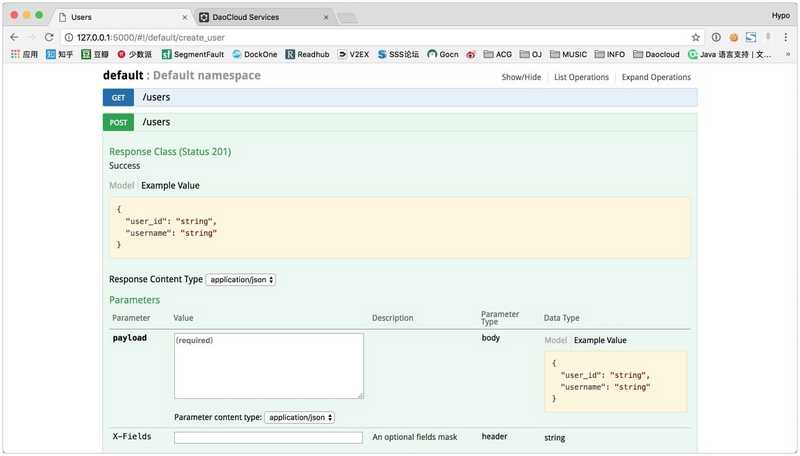 Users
DaoCloud Services
Hypo
127.0.0.1:5000/#!/default/create_user
应用 知乎 豆瓣 少数派 SegmentFault DockOne Readhub V2EX SSS论坛 Gocn ACG OJ MUSIC INFO Daocloud Java 语言支持 | 文... »
default : Default namespace
Show/Hide List Operations Expand Operations
GET /users
POST /users
Response Class (Status 201)
Success
Model Example Value
{
"user_id": "string",
"username": "string"
}
Response Content Type application/json
Parameters
Parameter Value Description Parameter Type Data Type
payload (required) body Model Example Value
{
"user_id": "string",
"username": "string"
}
Parameter content type: application/json
X-Fields An optional fields mask header string